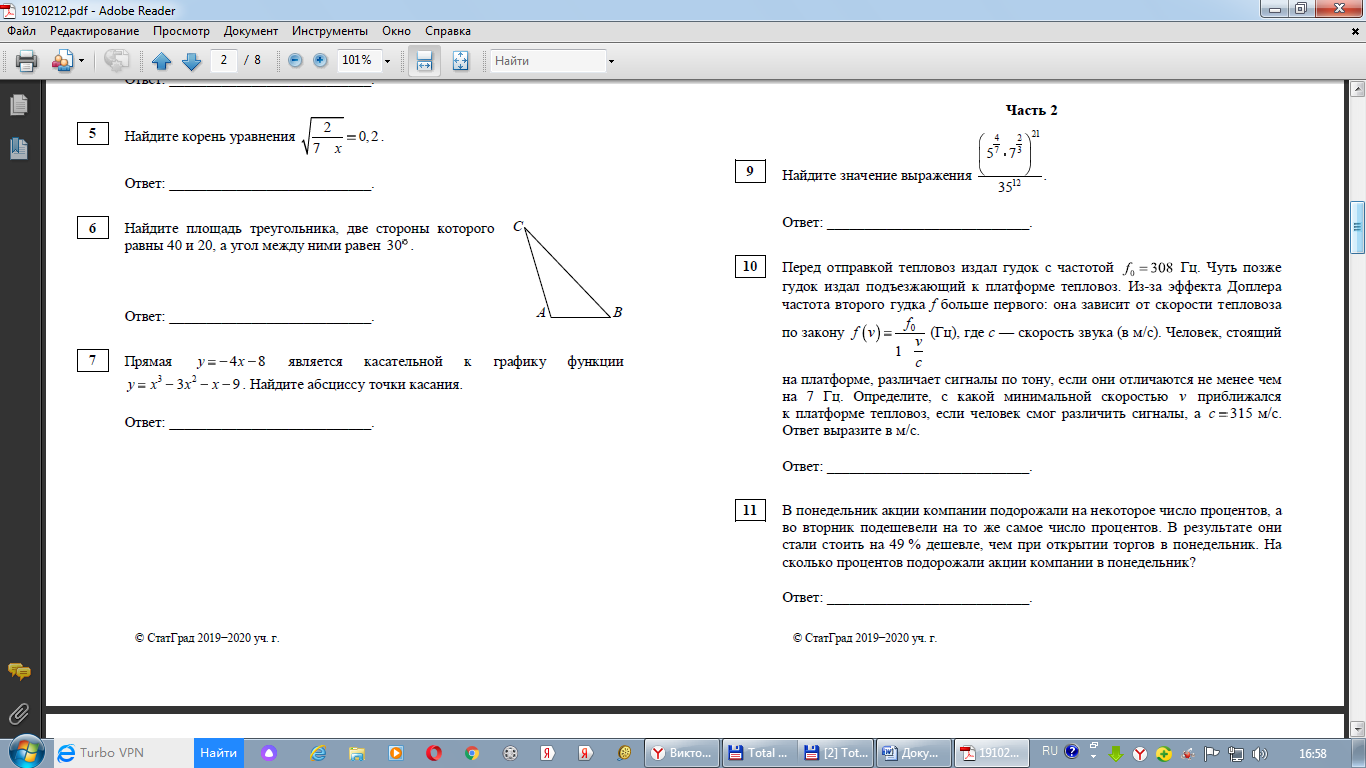 1910212.pdf - Adobe Reader
Файл Редактирование Просмотр Документ Инструменты Окно Справка
2 / 8 101% Найти
Ответ: ____________________________.
5 Найдите корень уравнения √(2/(7 x)) = 0,2.
Ответ: ____________________________.
6 Найдите площадь треугольника, две стороны которого
равны 40 и 20, а угол между ними равен 30°.
C
A B
Ответ: ____________________________.
7 Прямая y = −4x − 8 является касательной к графику функции
y = x³ − 3x² − x − 9. Найдите абсциссу точки касания.
Ответ: ____________________________.
© СтатГрад 2019−2020 уч. г.
Часть 2
9 Найдите значение выражения (5^(4/7) · 7^(2/3))^21 / 35^12.
Ответ: ____________________________.
10 Перед отправкой тепловоз издал гудок с частотой f₀ = 308 Гц. Чуть позже
гудок издал подъезжающий к платформе тепловоз. Из-за эффекта Доплера
частота второго гудка f больше первого: она зависит от скорости тепловоза
по закону f(v) = f₀/(1 v/c) (Гц), где c — скорость звука (в м/с). Человек, стоящий
на платформе, различает сигналы по тону, если они отличаются не менее чем
на 7 Гц. Определите, с какой минимальной скоростью v приближался
к платформе тепловоз, если человек смог различить сигналы, а c = 315 м/с.
Ответ выразите в м/с.
Ответ: ____________________________.
11 В понедельник акции компании подорожали на некоторое число процентов, а
во вторник подешевели на то же самое число процентов. В результате они
стали стоить на 49 % дешевле, чем при открытии торгов в понедельник. На
сколько процентов подорожали акции компании в понедельник?
Ответ: ____________________________.
© СтатГрад 2019−2020 уч. г.
Turbo VPN Найти Викто... Total ... [2] Tot... Доку... 19102... RU 16:58